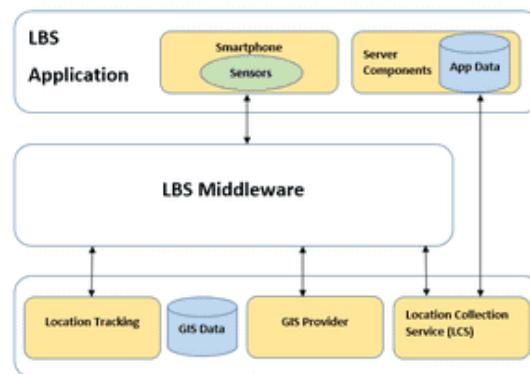 LBS
Application
Smartphone
Sensors
Server
Components
App Data
LBS Middleware
Location Tracking
GIS Data
GIS Provider
Location Collection
Service (LCS)